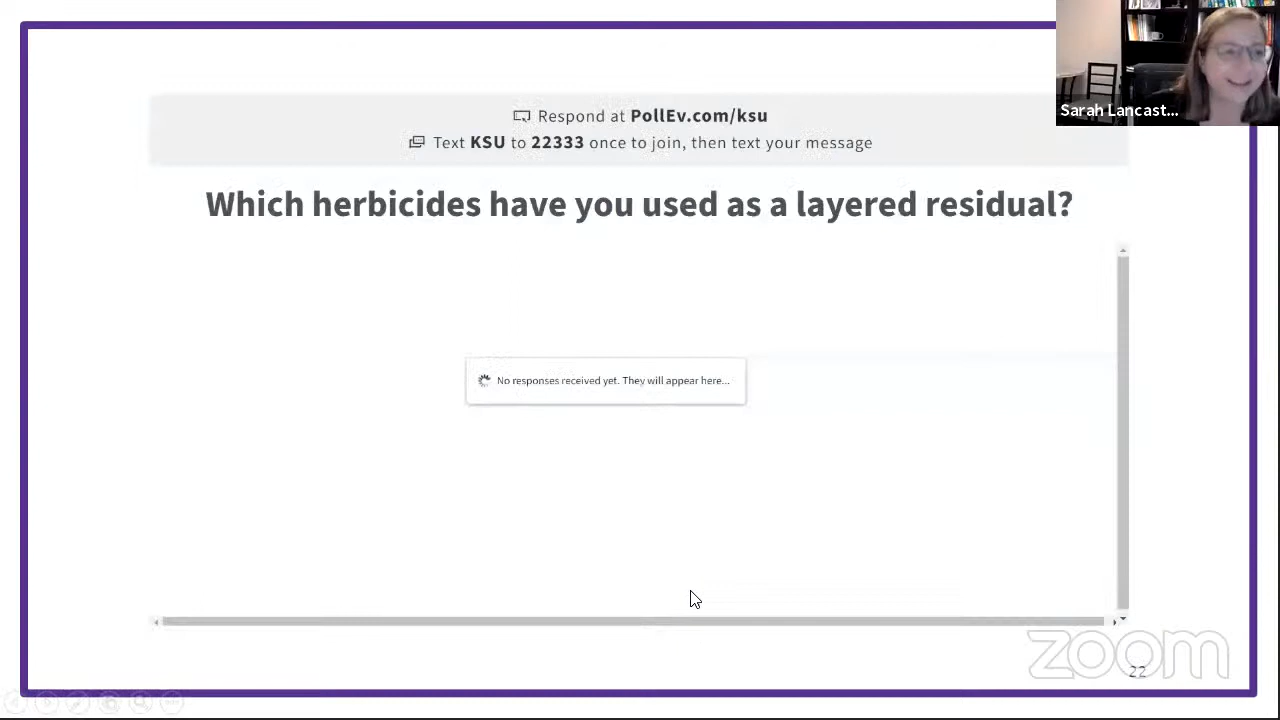 Respond at PollEv.com/ksu
Text KSU to 22333 once to join, then text your message
Sarah Lancast...
Which herbicides have you used as a layered residual?
No responses received yet. They will appear here...
zoom
22